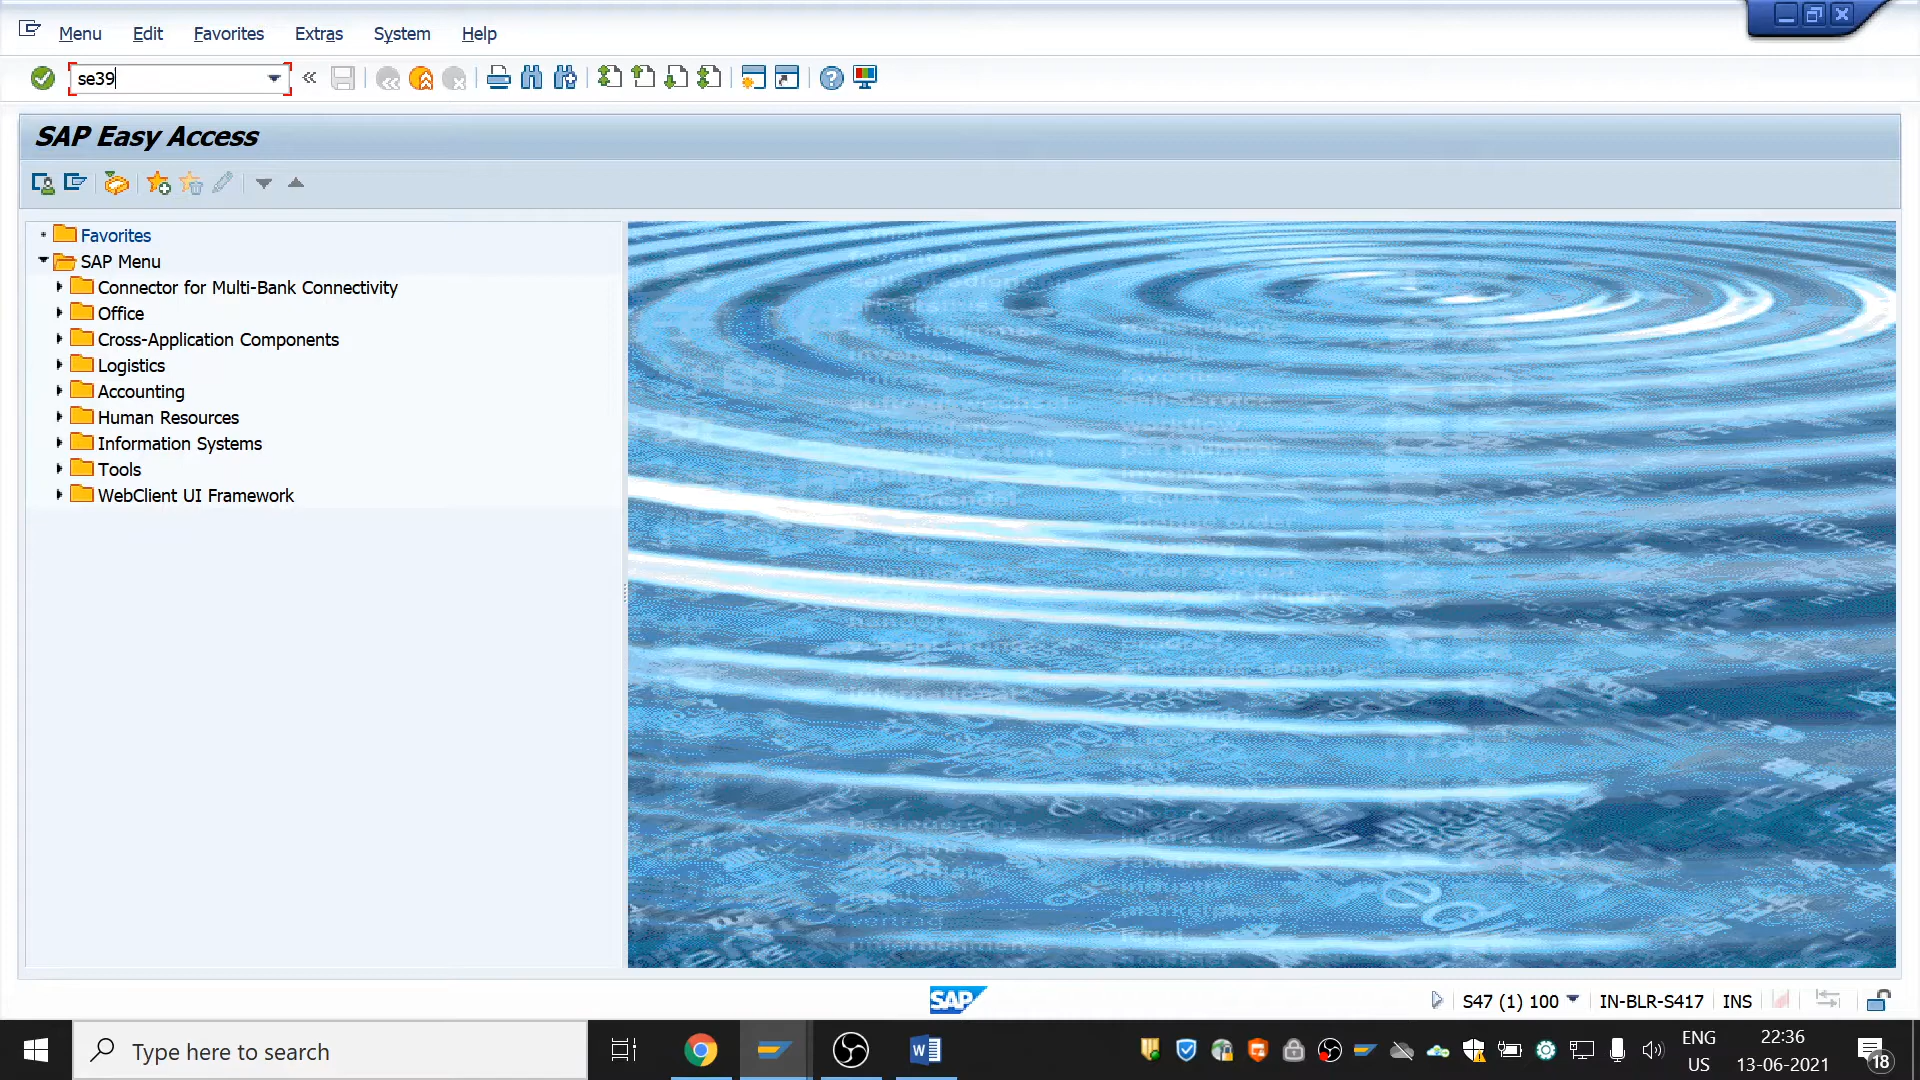 Menu Edit Favorites Extras System Help
se39
SAP Easy Access
Favorites
SAP Menu
Connector for Multi-Bank Connectivity
Office
Cross-Application Components
Logistics
Accounting
Human Resources
Information Systems
Tools
WebClient UI Framework
SAP
S47 (1) 100 IN-BLR-S417 INS
Type here to search
ENG
US
22:36
13-06-2021
18